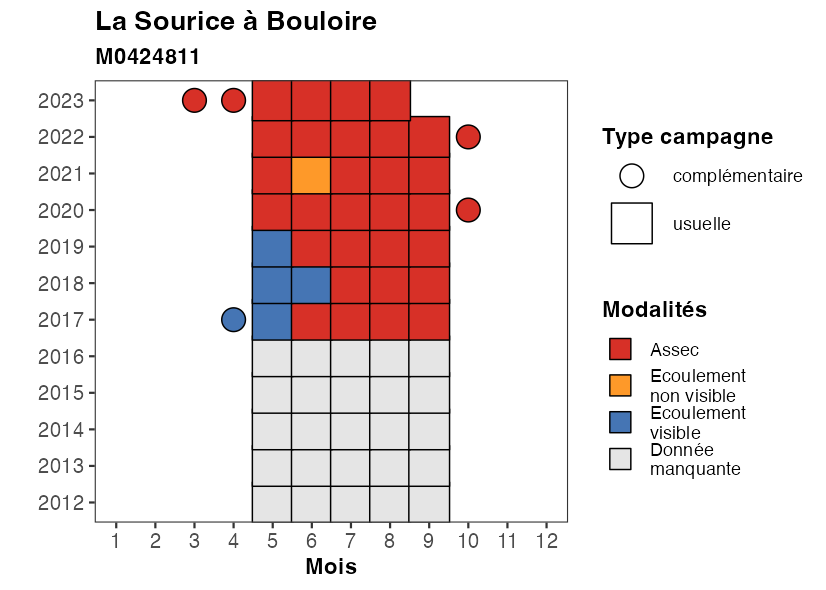 La Sourice à Bouloire
M0424811
2023
2022
2021
2020
2019
2018
2017
2016
2015
2014
2013
2012
1 2 3 4 5 6 7 8 9 10 11 12
Mois
Type campagne
complémentaire
usuelle
Modalités
Assec
Ecoulement
non visible
Ecoulement
visible
Donnée
manquante